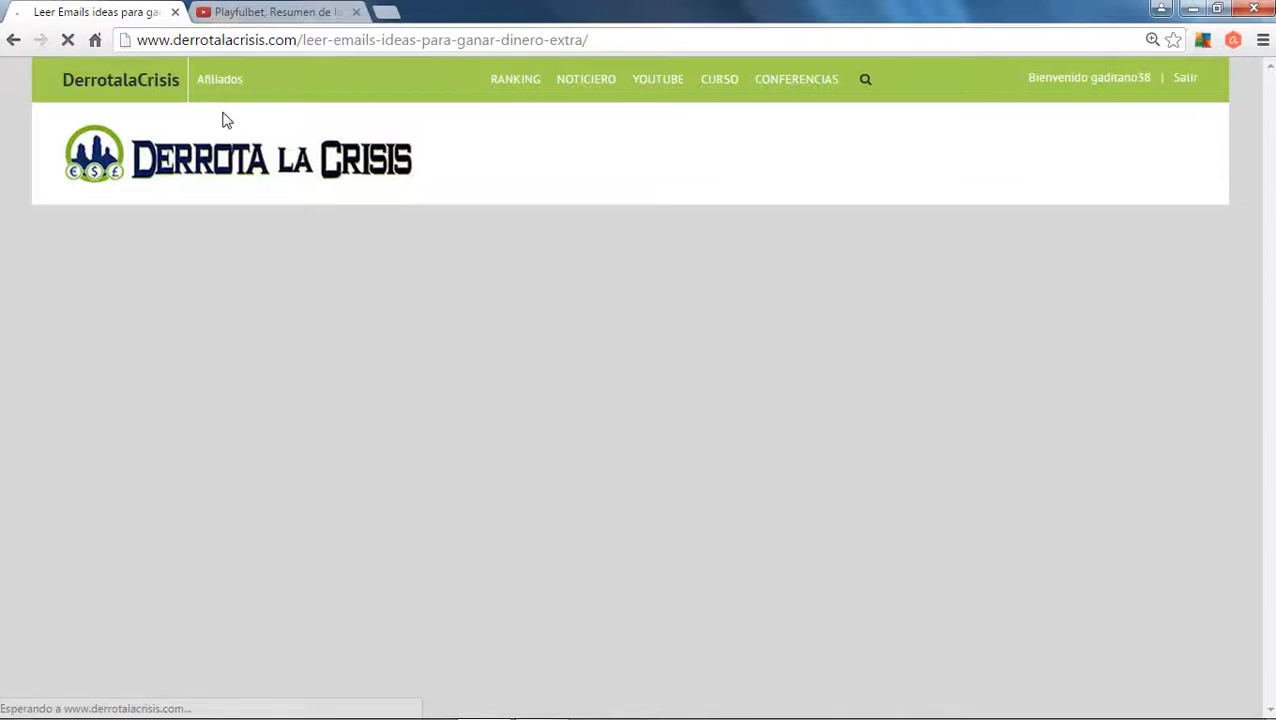 Leer Emails ideas para ga
Playfulbet, Resumen de lo
www.derrotalacrisis.com/leer-emails-ideas-para-ganar-dinero-extra/
DerrotalaCrisis Afiliados RANKING NOTICIERO YOUTUBE CURSO CONFERENCIAS Bienvenido gaditano38 | Salir
DERROTA LA CRISIS
Esperando a www.derrotalacrisis.com...